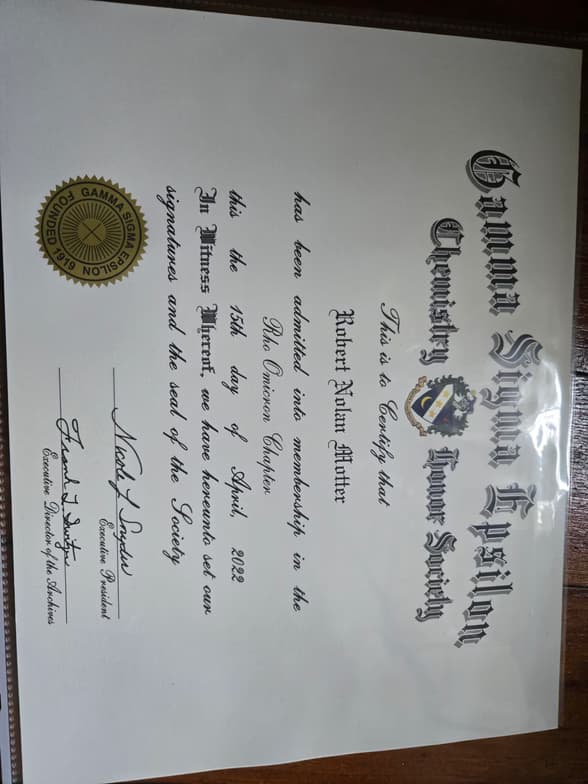 Gamma Sigma Epsilon
Chemistry Honor Society
This is to Certify that
Robert Nolan Motter
has been admitted into membership in the
Rho Omicron Chapter
this the 15th day of April, 2022
In Witness Whereof, we have hereunto set our
signatures and the seal of the Society
Nicole L Snyder
Executive President
Executive Director of the Archives
GAMMA SIGMA EPSILON
FOUNDED 1919